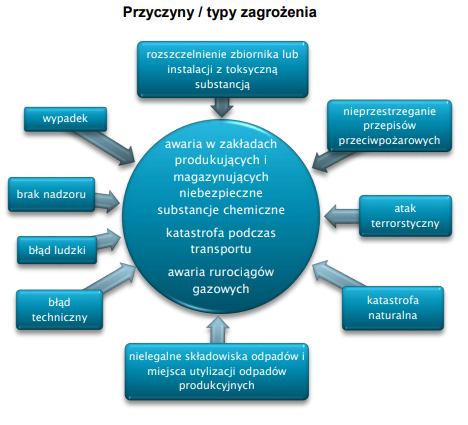 Przyczyny / typy zagrożenia
rozszczelnienie zbiornika lub
instalacji z toksyczną
substancją
wypadek
nieprzestrzeganie
przepisów
przeciwpożarowych
awaria w zakładach
produkujących i
magazynujących
niebezpieczne
substancje chemiczne
katastrofa podczas
transportu
awaria rurociągów
gazowych
brak nadzoru
atak
terrorstyczny
błąd ludzki
błąd
techniczny
katastrofa
naturalna
nielegalne składowiska odpadów i
miejsca utylizacji odpadów
produkcyjnych